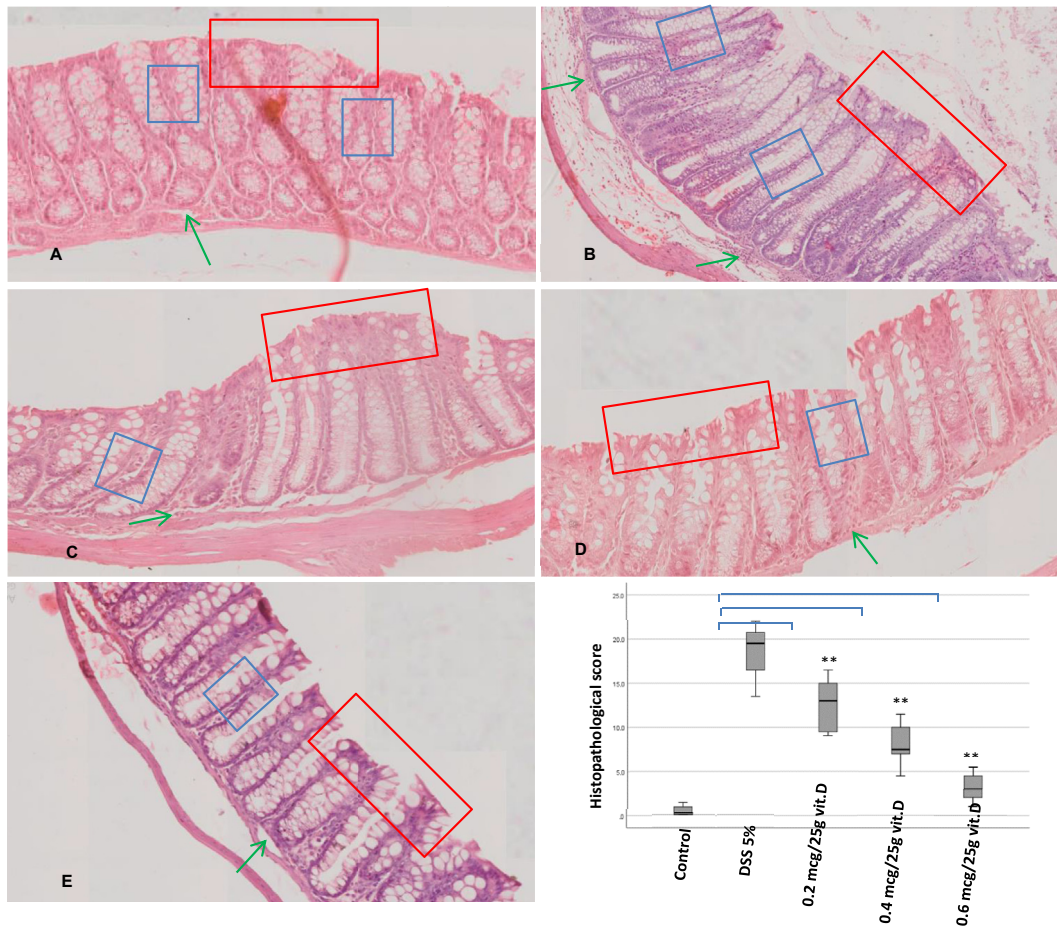 A
B
C
D
E
Histopathological score
25.0
20.0
15.0
10.0
5.0
.0
**
**
**
Control
DSS 5%
0.2 mcg/25g vit.D
0.4 mcg/25g vit.D
0.6 mcg/25g vit.D